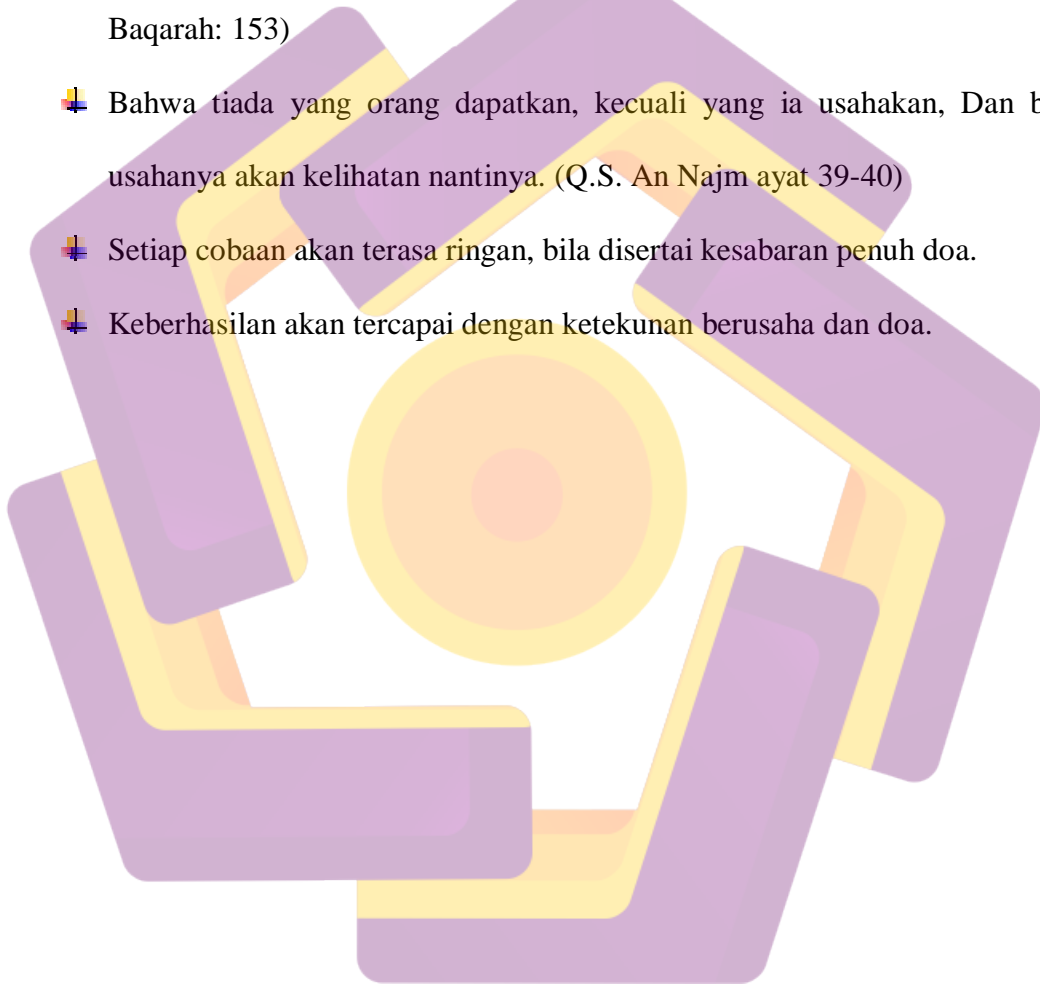 Baqarah: 153)
Bahwa tiada yang orang dapatkan, kecuali yang ia usahakan, Dan
usahanya akan kelihatan nantinya. (Q.S. An Najm ayat 39-40)
Setiap cobaan akan terasa ringan, bila disertai kesabaran penuh doa.
Keberhasilan akan tercapai dengan ketekunan berusaha dan doa.